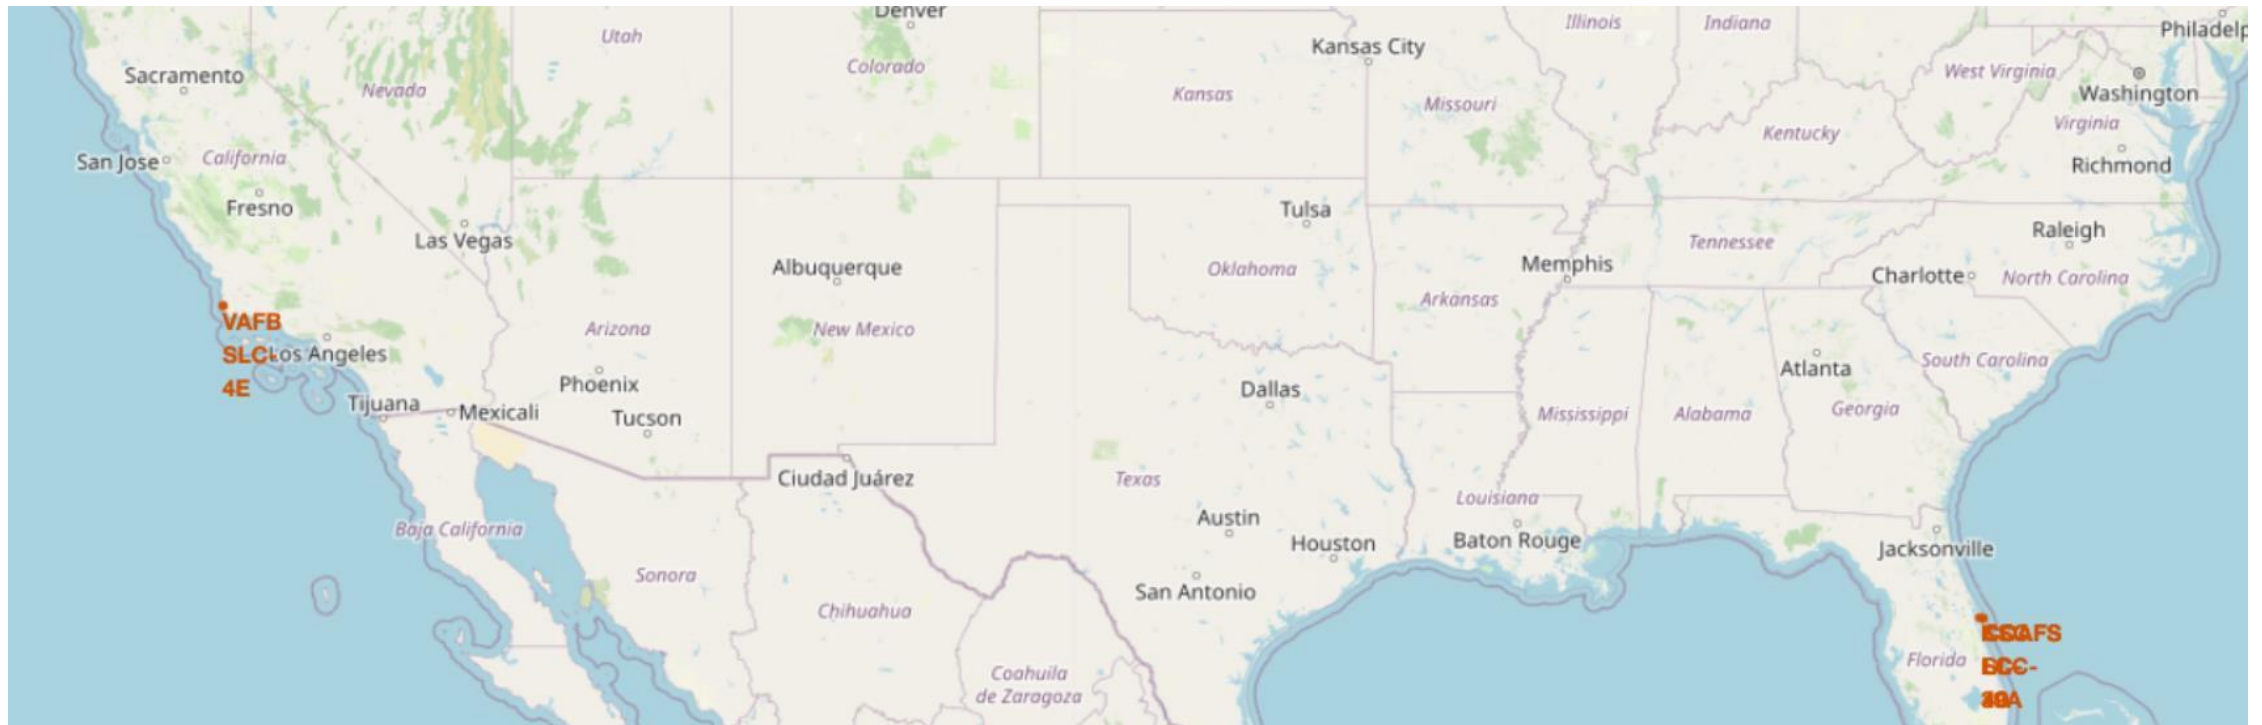 Denver
Philadelp
Illinois
Indiana
Utah
Kansas City
Colorado
West Virginia
Sacramento
Nevada
Kansas
Washington
Missouri
Virginia
Kentucky
San Jose
California
Richmond
Fresno
Tulsa
Las Vegas
Raleigh
Tennessee
Albuquerque
Oklahoma
Memphis
Charlotte
North Carolina
Arkansas
VAFB
Arizona
New Mexico
SLC-
Los Angeles
South Carolina
Atlanta
Phoenix
4E
Dallas
Tijuana
Mexicali
Tucson
Mississippi
Alabama
Georgia
Ciudad Juárez
Texas
Louisiana
Austin
Baja California
Houston
Baton Rouge
Jacksonville
Sonora
San Antonio
Chihuahua
Florida
Coahuila
de Zaragoza